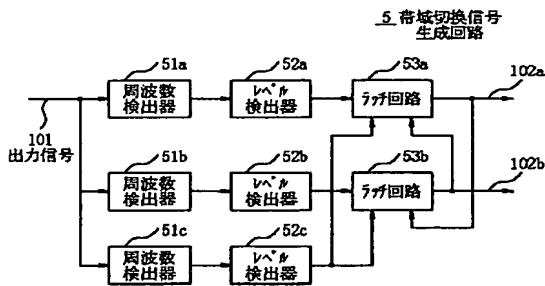 5 帯域切換信号
生成回路
51a
52a
53a
102a
周波数
検出器
レベル
検出器
ラッチ回路
101
出力信号
51b
52b
53b
102b
周波数
検出器
レベル
検出器
ラッチ回路
51c
52c
周波数
検出器
レベル
検出器